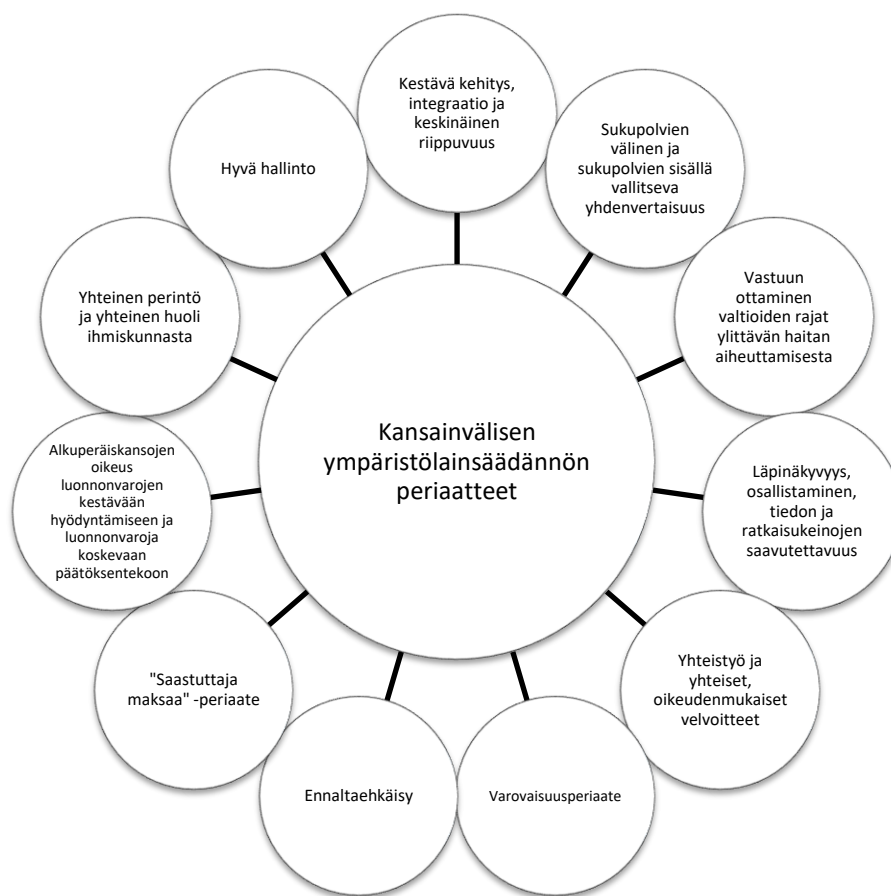 Kestävä kehitys,
integraatio ja
keskinäinen
riippuvuus
Sukupolvien
välinen ja
sukupolvien sisällä
vallitseva
yhdenvertaisuus
Vastuun
ottaminen
valtioiden rajat
ylittävän haitan
aiheuttamisesta
Läpinäkyvyys,
osallistaminen,
tiedon ja
ratkaisukeinojen
saavutettavuus
Yhteistyö ja
yhteiset,
oikeudenmukaiset
velvoitteet
Varovaisuusperiaate
Ennaltaehkäisy
"Saastuttaja
maksaa" -periaate
Alkuperäiskansojen
oikeus
luonnonvarojen
kestävään
hyödyntämiseen ja
luonnonvaroja
koskevaan
päätöksentekoon
Yhteinen perintö
ja yhteinen huoli
ihmiskunnasta
Hyvä hallinto
Kansainvälisen
ympäristölainsäädännön
periaatteet